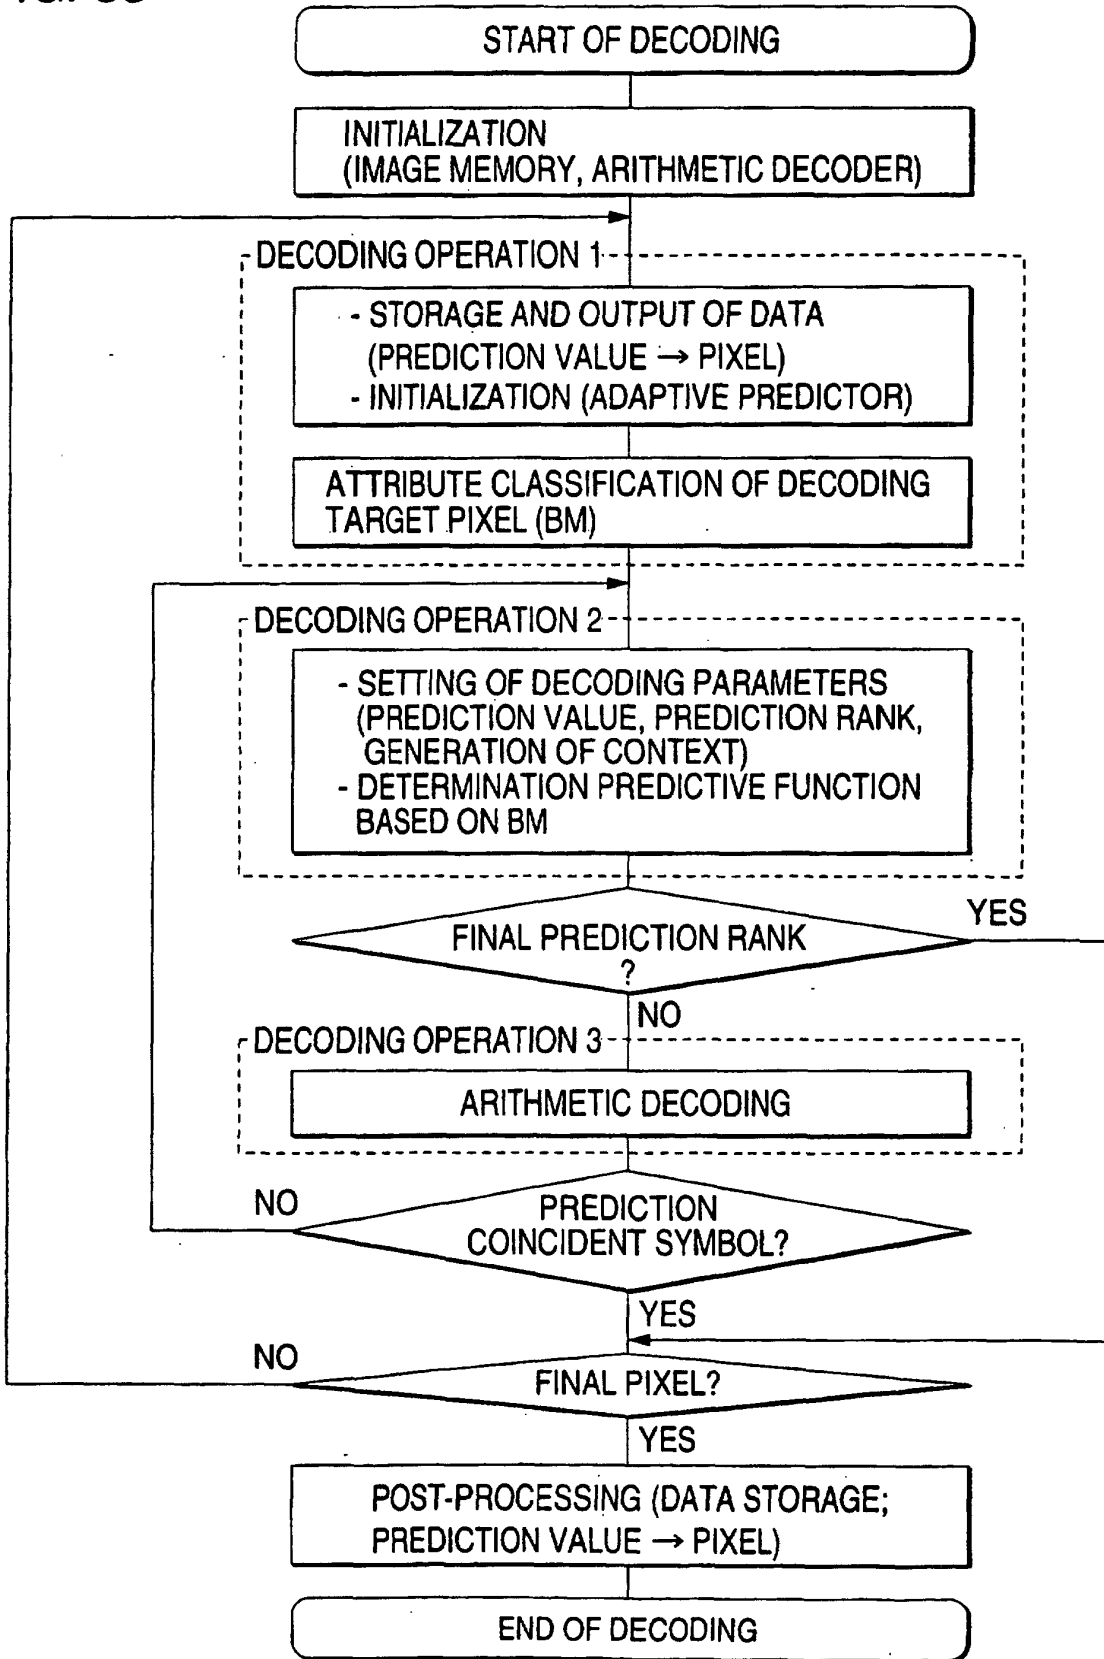 START OF DECODING
INITIALIZATION
(IMAGE MEMORY, ARITHMETIC DECODER)
DECODING OPERATION 1
- STORAGE AND OUTPUT OF DATA
(PREDICTION VALUE → PIXEL)
- INITIALIZATION (ADAPTIVE PREDICTOR)
ATTRIBUTE CLASSIFICATION OF DECODING
TARGET PIXEL (BM)
DECODING OPERATION 2
- SETTING OF DECODING PARAMETERS
(PREDICTION VALUE, PREDICTION RANK,
GENERATION OF CONTEXT)
- DETERMINATION PREDICTIVE FUNCTION
BASED ON BM
YES
FINAL PREDICTION RANK
?
NO
DECODING OPERATION 3
ARITHMETIC DECODING
NO
PREDICTION
COINCIDENT SYMBOL?
YES
NO
FINAL PIXEL?
YES
POST-PROCESSING (DATA STORAGE;
PREDICTION VALUE → PIXEL)
END OF DECODING